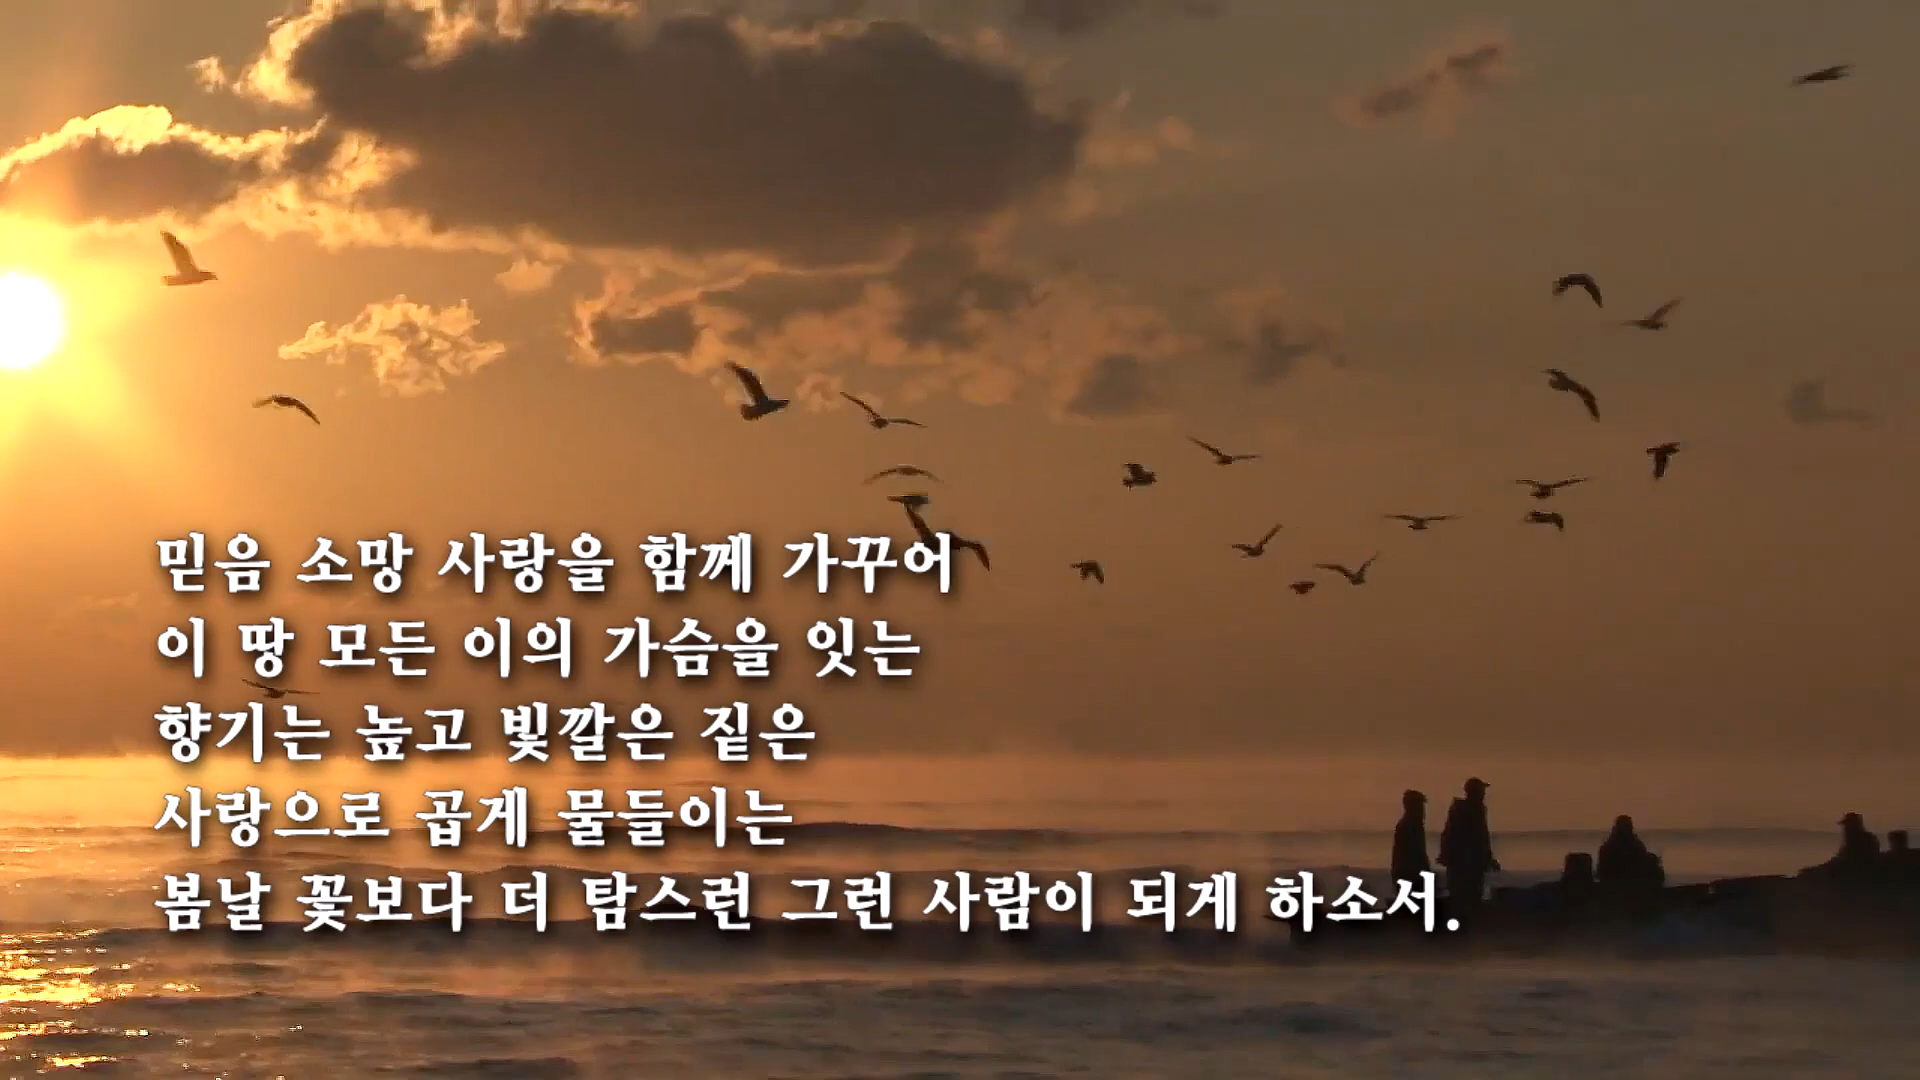 믿음 소망 사랑을 함께 가꾸어
이 땅 모든 이의 가슴을 잇는
향기는 높고 빛깔은 짙은
사랑으로 곱게 물들이는
봄날 꽃보다 더 탐스런 그런 사람이 되게 하소서.